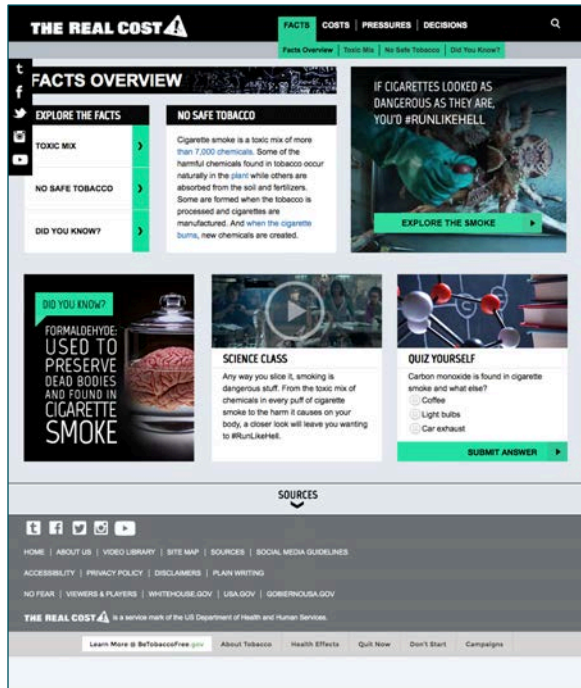 THE REAL COST
FACTS | COSTS | PRESSURES | DECISIONS
Facts Overview | Toxic Mix | No Safe Tobacco | Did You Know?
FACTS OVERVIEW
EXPLORE THE FACTS
TOXIC MIX
NO SAFE TOBACCO
DID YOU KNOW?
NO SAFE TOBACCO
Cigarette smoke is a toxic mix of more
than 7,000 chemicals. Some of the
harmful chemicals found in tobacco occur
naturally in the plant while others are
absorbed from the soil and fertilizers.
Some are formed when the tobacco is
processed and cigarettes are
manufactured. And when the cigarette
burns, new chemicals are created.
IF CIGARETTES LOOKED AS
DANGEROUS AS THEY ARE,
YOU'D #RUNLIKEHELL
EXPLORE THE SMOKE
DID YOU KNOW?
FORMALDEHYDE:
USED TO
PRESERVE
DEAD BODIES
AND FOUND IN
CIGARETTE
SMOKE
SCIENCE CLASS
Any way you slice it, smoking is
dangerous stuff. From the toxic mix of
chemicals in every puff of cigarette
smoke to the harm it causes on your
body, a closer look will leave you wanting
to #RunLikeHell.
QUIZ YOURSELF
Carbon monoxide is found in cigarette
smoke and what else?
Coffee
Light bulbs
Car exhaust
SUBMIT ANSWER
SOURCES
HOME | ABOUT US | VIDEO LIBRARY | SITE MAP | SOURCES | SOCIAL MEDIA GUIDELINES
ACCESSIBILITY | PRIVACY POLICY | DISCLAIMERS | PLAIN WRITING
NO FEAR | VIEWERS & PLAYERS | WHITEHOUSE.GOV | USA.GOV | GOBIERNOUSA.GOV
THE REAL COST is a service mark of the US Department of Health and Human Services.
Learn More @ BeTobaccoFree.gov About Tobacco Health Effects Quit Now Don't Start Campaigns